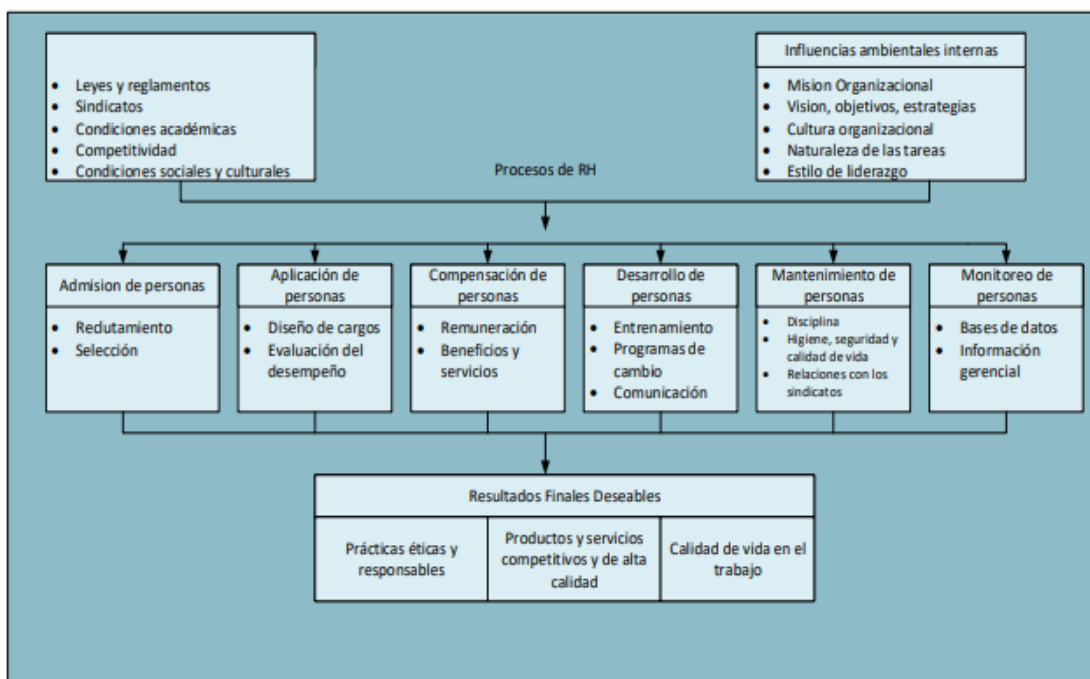 Leyes y reglamentos
Sindicatos
Condiciones académicas
Competitividad
Condiciones sociales y culturales
Influencias ambientales internas
Mision Organizacional
Vision, objetivos, estrategias
Cultura organizacional
Naturaleza de las tareas
Estilo de liderazgo
Procesos de RH
Admision de personas
Reclutamiento
Selección
Aplicación de
personas
Diseño de cargos
Evaluación del
desempeño
Compensación de
personas
Remuneración
Beneficios y
servicios
Desarrollo de
personas
Entrenamiento
Programas de
cambio
Comunicación
Mantenimiento de
personas
Disciplina
Higiene, seguridad y
calidad de vida
Relaciones con los
sindicatos
Monitoreo de
personas
Bases de datos
Información
gerencial
Resultados Finales Deseables
Prácticas éticas y
responsables
Productos y servicios
competitivos y de alta
calidad
Calidad de vida en el
trabajo